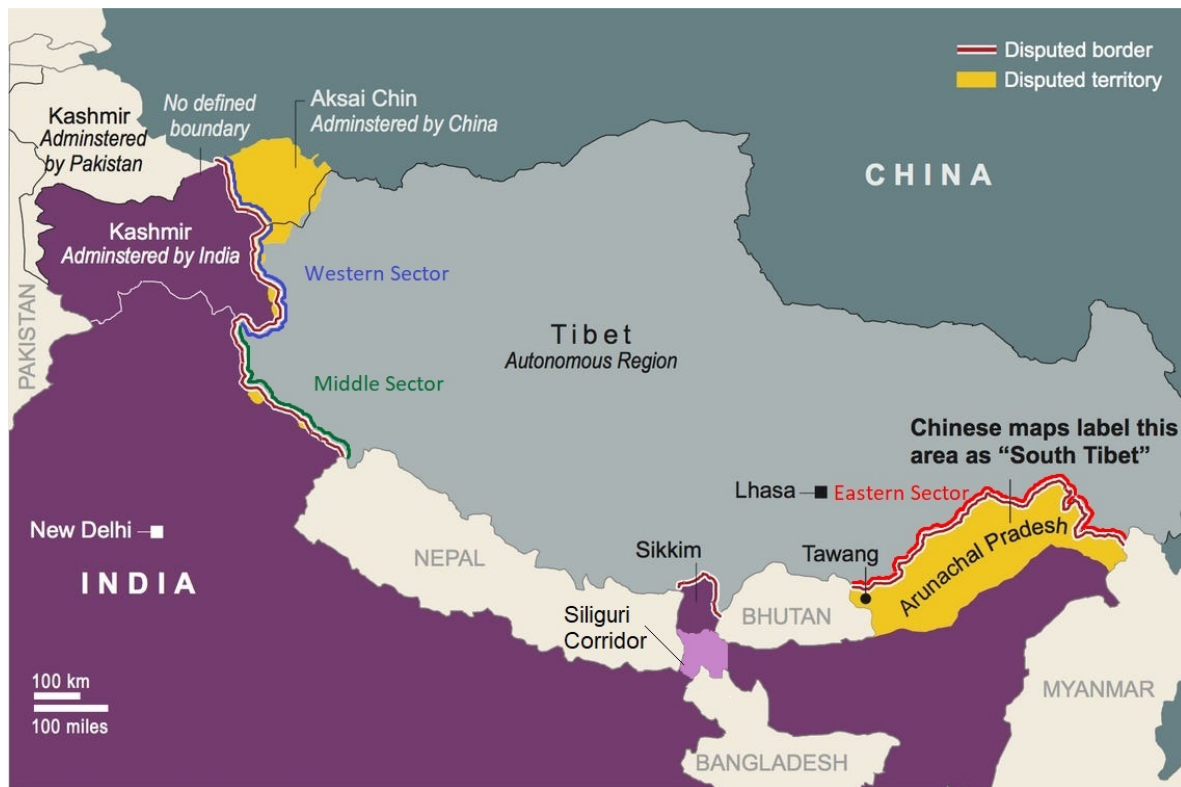 Disputed border
Disputed territory
Kashmir
Adminstered
by Pakistan
No defined
boundary
Aksai Chin
Adminstered by China
CHINA
Kashmir
Adminstered by India
Western Sector
PAKISTAN
Tibet
Autonomous Region
Middle Sector
Chinese maps label this
area as “South Tibet”
Lhasa
Eastern Sector
New Delhi
INDIA
NEPAL
Sikkim
Tawang
Arunachal Pradesh
Siliguri
Corridor
BHUTAN
100 km
100 miles
MYANMAR
BANGLADESH